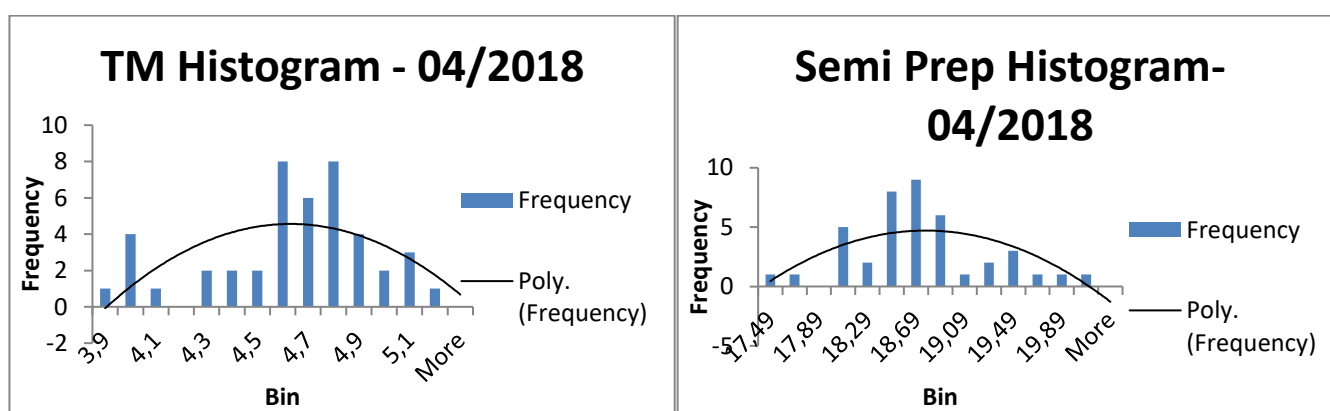 TM Histogram - 04/2018
10
8
6
4
2
0
-2
Frequency
3,9
4,1
4,3
4,5
4,7
4,9
5,1
More
Bin
Frequency
Poly.
(Frequency)
Semi Prep Histogram-
04/2018
10
5
0
-5
Frequency
17,49
17,89
18,29
18,69
19,09
19,49
19,89
More
Bin
Frequency
Poly.
(Frequency)